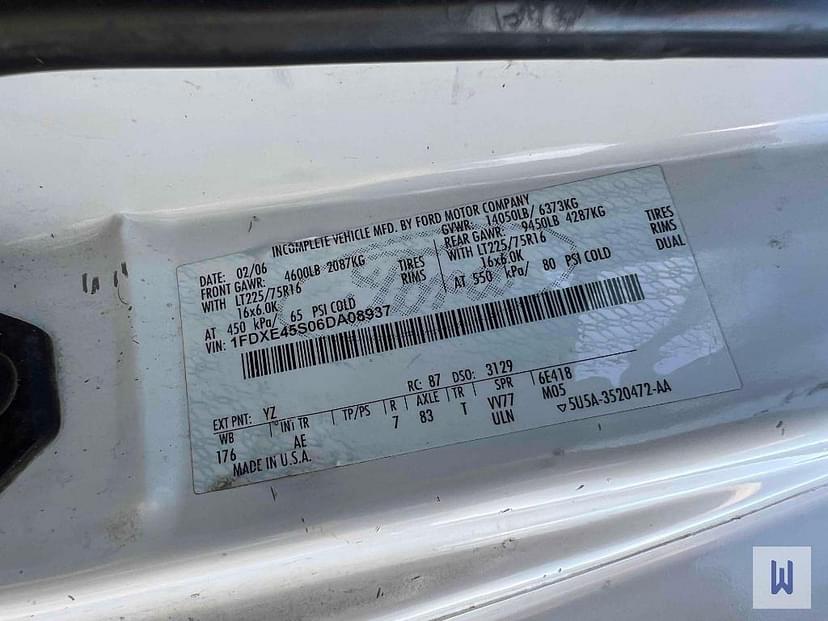 INCOMPLETE VEHICLE MFD. BY FORD MOTOR COMPANY
DATE: 02/06 GVWR: 14050LB/ 6373KG
FRONT GAWR: 4600LB 2087KG REAR GAWR: 9450LB 4287KG
WITH LT225/75R16 TIRES WITH LT225/75R16 TIRES
16x6.0K RIMS 16x6.0K RIMS
AT 450 kPa/ 65 PSI COLD AT 550 kPa/ 80 PSI COLD DUAL
VIN: 1FDXE45S06DA08937
EXT PNT: YZ RC: 87 DSO: 3129
WB INT TR TP/PS R AXLE TR SPR 6E418
176 AE 7 83 T VV77 M05
ULN
MADE IN U.S.A. 5U5A-3520472-AA
W